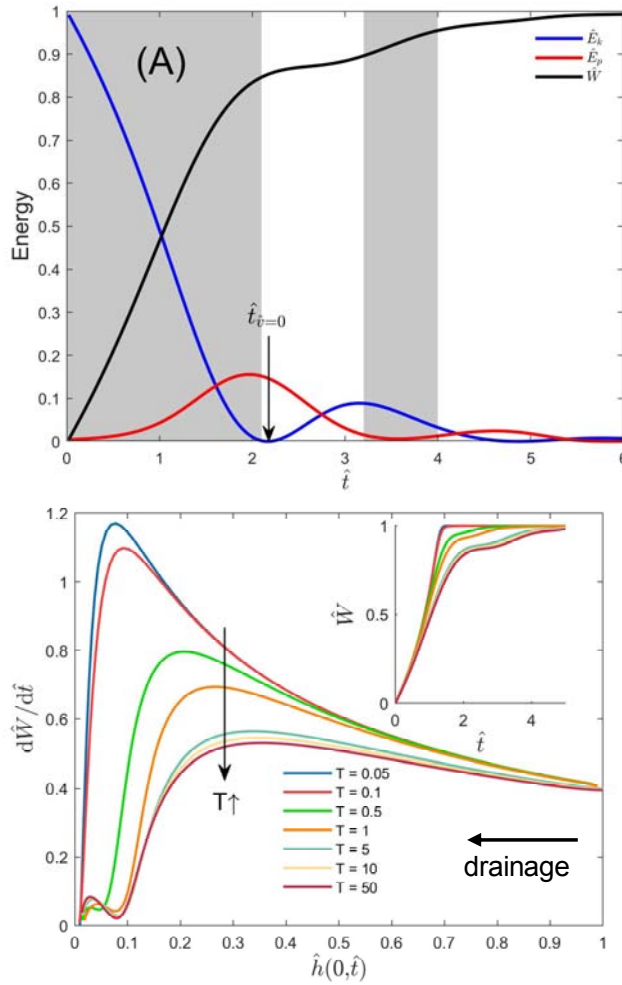 1
0.9
0.8
0.7
0.6
0.5
0.4
0.3
0.2
0.1
0
Energy
(A)
Ê_k
Ê_p
Ŵ
t̂_{v̂=0}
0 1 2 3 4 5 6
t̂
1.2
1
0.8
0.6
0.4
0.2
0
dŴ/dt̂
1
0.5
0
Ŵ
0 2 4
t̂
T↑
T = 0.05
T = 0.1
T = 0.5
T = 1
T = 5
T = 10
T = 50
drainage
0 0.1 0.2 0.3 0.4 0.5 0.6 0.7 0.8 0.9 1
ĥ(0,t̂)